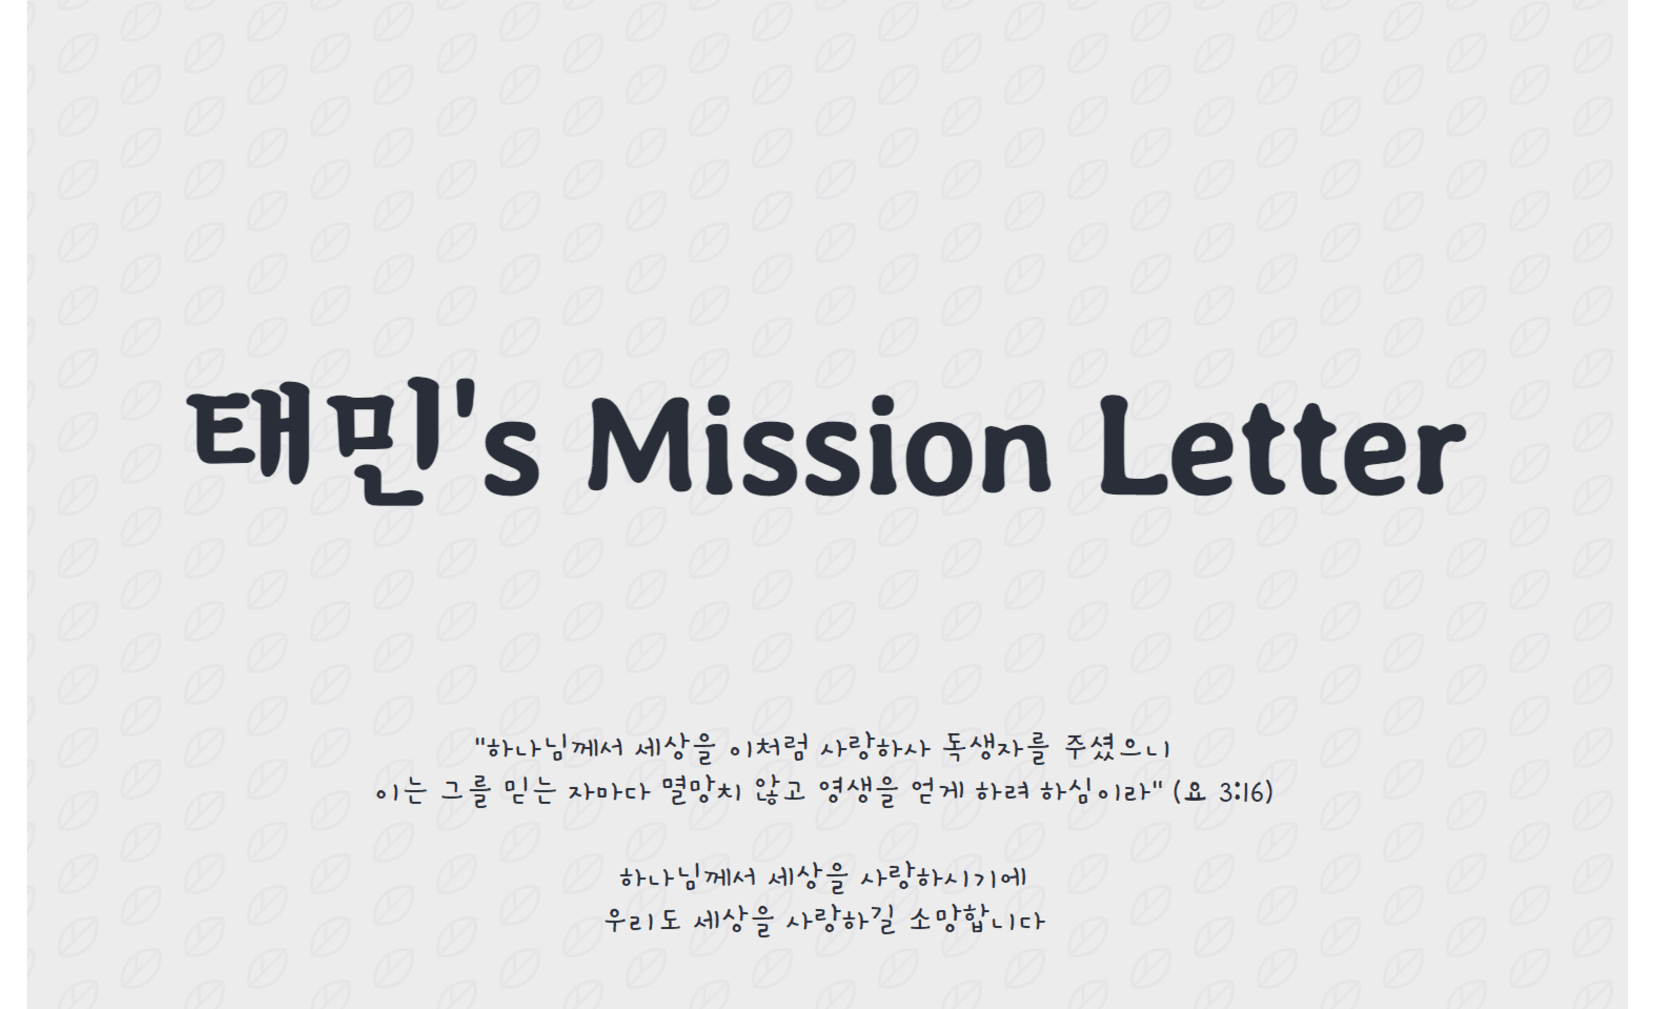 태민's Mission Letter
"하나님께서 세상을 이처럼 사랑하사 독생자를 주셨으니
이는 그를 믿는 자마다 멸망치 않고 영생을 얻게 하려 하심이라" (요 3:16)
하나님께서 세상을 사랑하시기에
우리도 세상을 사랑하길 소망합니다